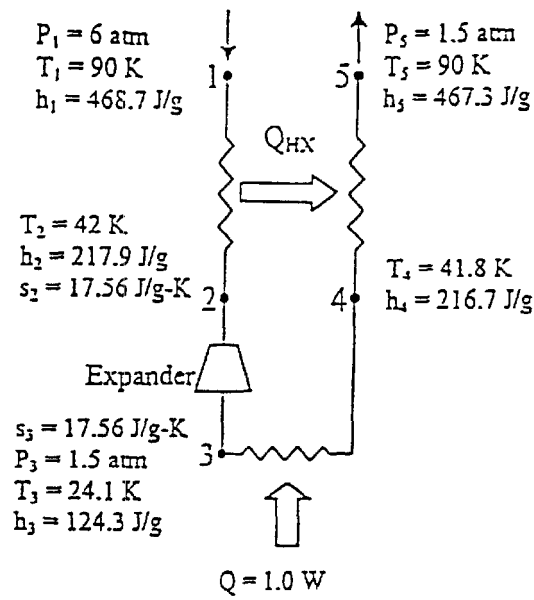 P₁ = 6 atm
T₁ = 90 K
h₁ = 468.7 J/g
1
5
P₅ = 1.5 atm
T₅ = 90 K
h₅ = 467.3 J/g
Q_HX
T₂ = 42 K
h₂ = 217.9 J/g
s₂ = 17.56 J/g-K
2
4
T₄ = 41.8 K
h₄ = 216.7 J/g
Expander
s₃ = 17.56 J/g-K
P₃ = 1.5 atm
T₃ = 24.1 K
h₃ = 124.3 J/g
3
Q = 1.0 W